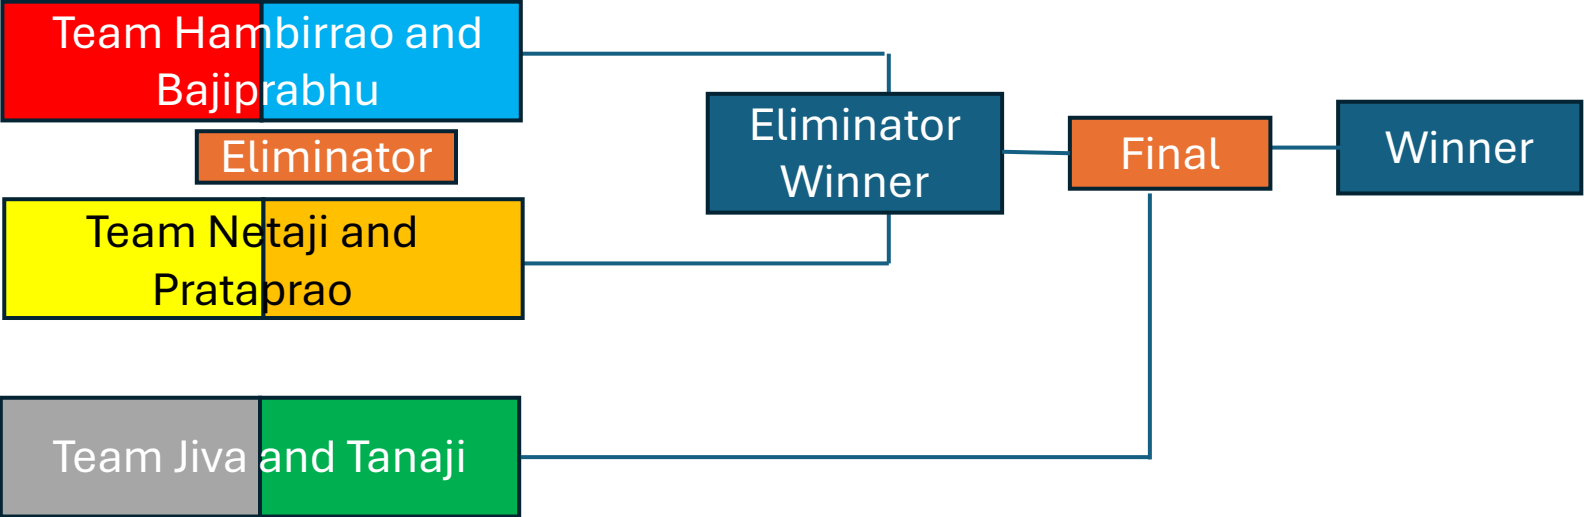 Team Hambirrao and
Bajiprabhu
Eliminator
Team Netaji and
Prataprao
Team Jiva and Tanaji
Eliminator
Winner
Final
Winner